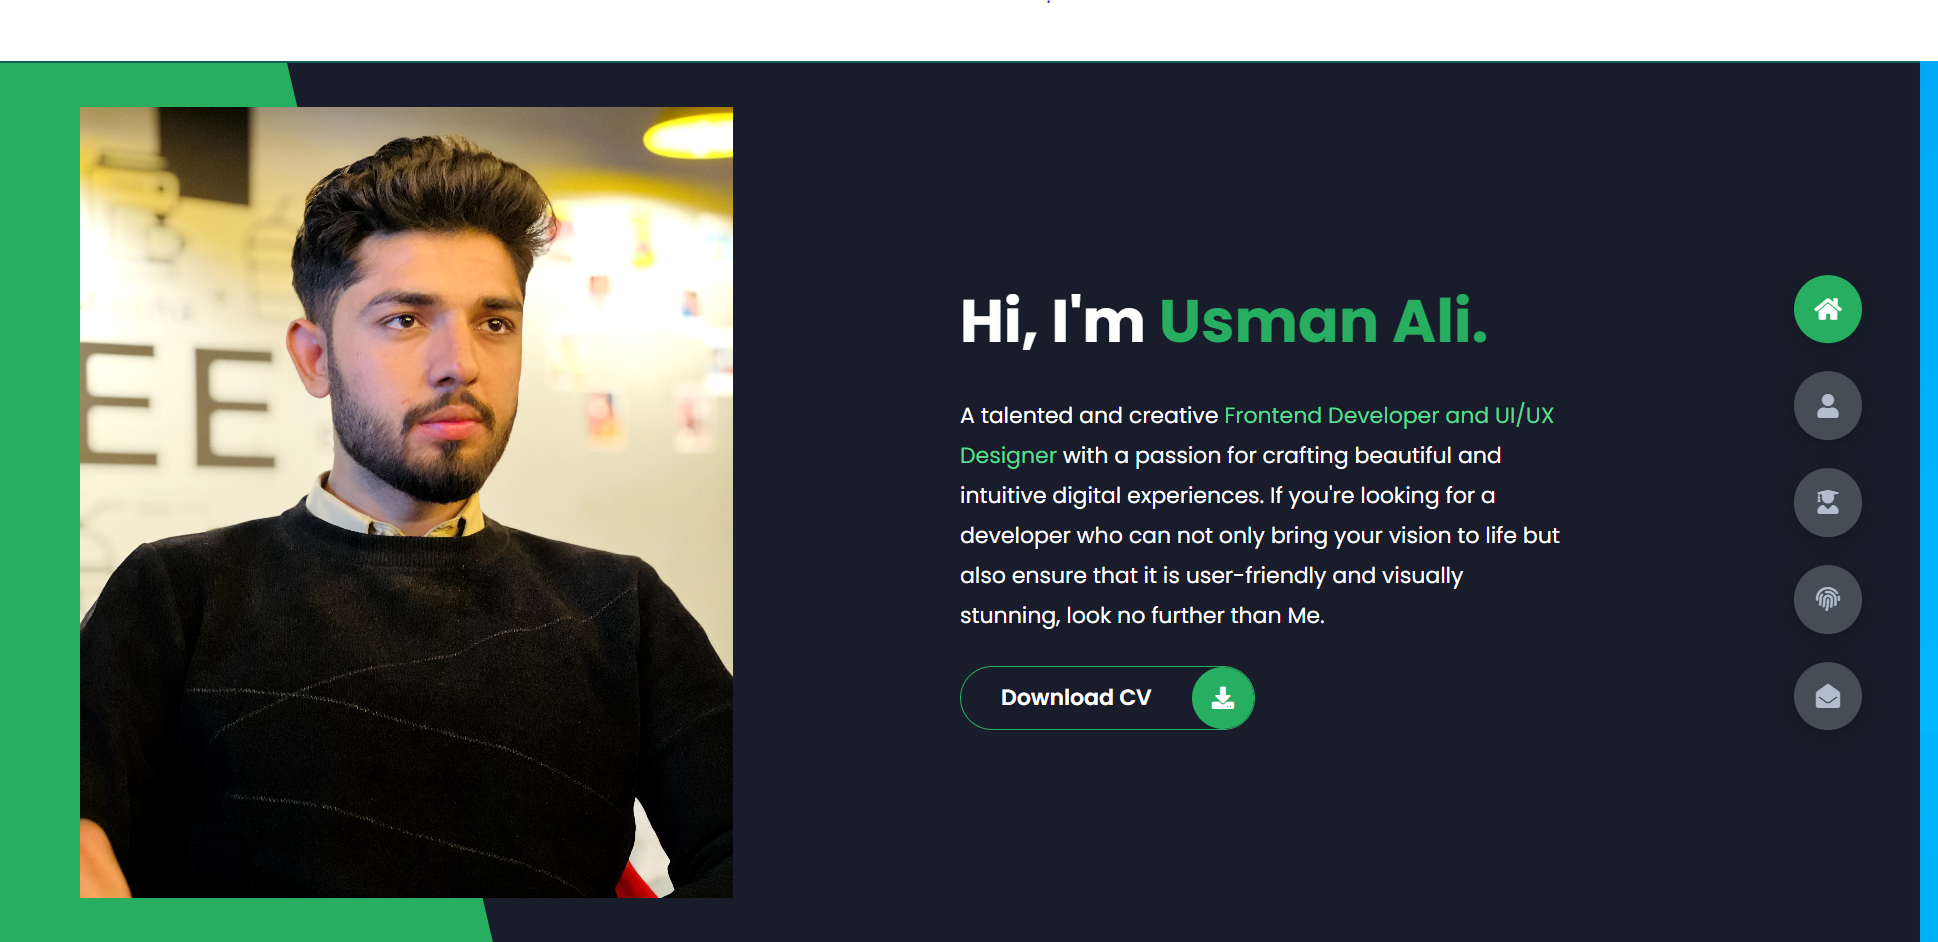 EE
Hi, I'm Usman Ali.
A talented and creative Frontend Developer and UI/UX
Designer with a passion for crafting beautiful and
intuitive digital experiences. If you're looking for a
developer who can not only bring your vision to life but
also ensure that it is user-friendly and visually
stunning, look no further than Me.
Download CV